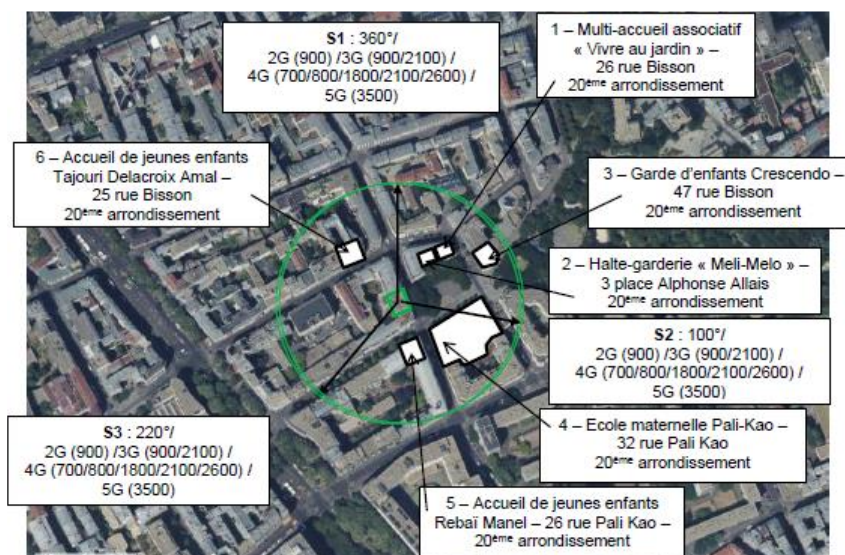 S1 : 360°/
2G (900) /3G (900/2100) /
4G (700/800/1800/2100/2600) /
5G (3500)
1 – Multi-accueil associatif
« Vivre au jardin » –
26 rue Bisson
20ème arrondissement
6 – Accueil de jeunes enfants
Tajouri Delacroix Amal –
25 rue Bisson
20ème arrondissement
3 – Garde d'enfants Crescendo –
47 rue Bisson
20ème arrondissement
2 – Halte-garderie « Meli-Melo » –
3 place Alphonse Allais
20ème arrondissement
S2 : 100°/
2G (900) /3G (900/2100) /
4G (700/800/1800/2100/2600) /
5G (3500)
S3 : 220°/
2G (900) /3G (900/2100) /
4G (700/800/1800/2100/2600) /
5G (3500)
4 – Ecole maternelle Pali-Kao –
32 rue Pali Kao
20ème arrondissement
5 – Accueil de jeunes enfants
Rebaï Manel – 26 rue Pali Kao –
20ème arrondissement